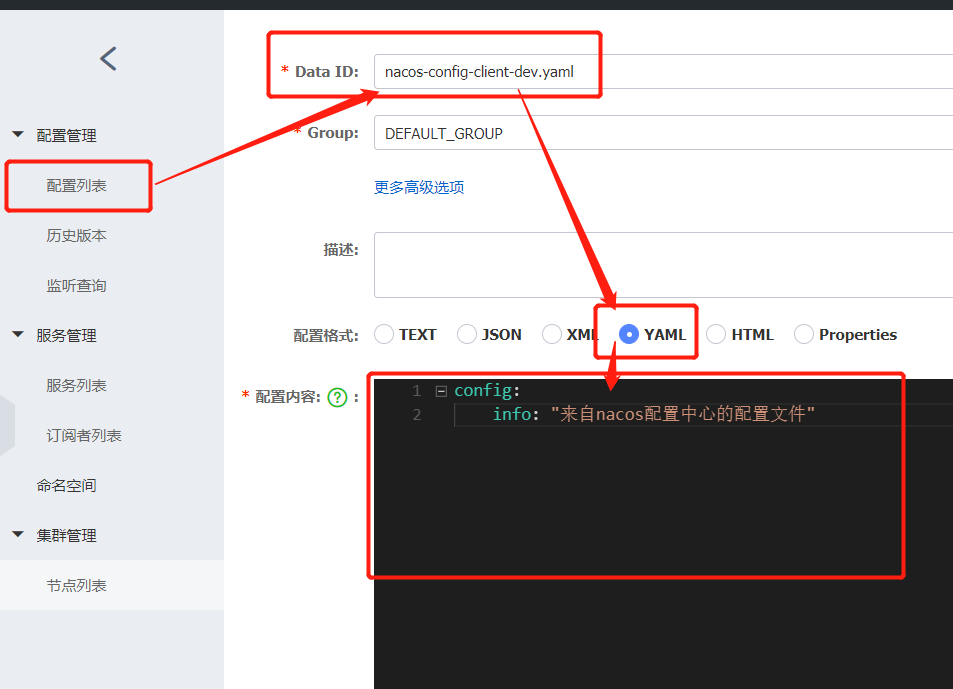 * Data ID:
nacos-config-client-dev.yaml
* Group:
DEFAULT_GROUP
更多高级选项
描述:
配置格式:
TEXT JSON XML YAML HTML Properties
* 配置内容: ? :
1 config:
2 info: "来自nacos配置中心的配置文件"
配置管理
配置列表
历史版本
监听查询
服务管理
服务列表
订阅者列表
命名空间
集群管理
节点列表